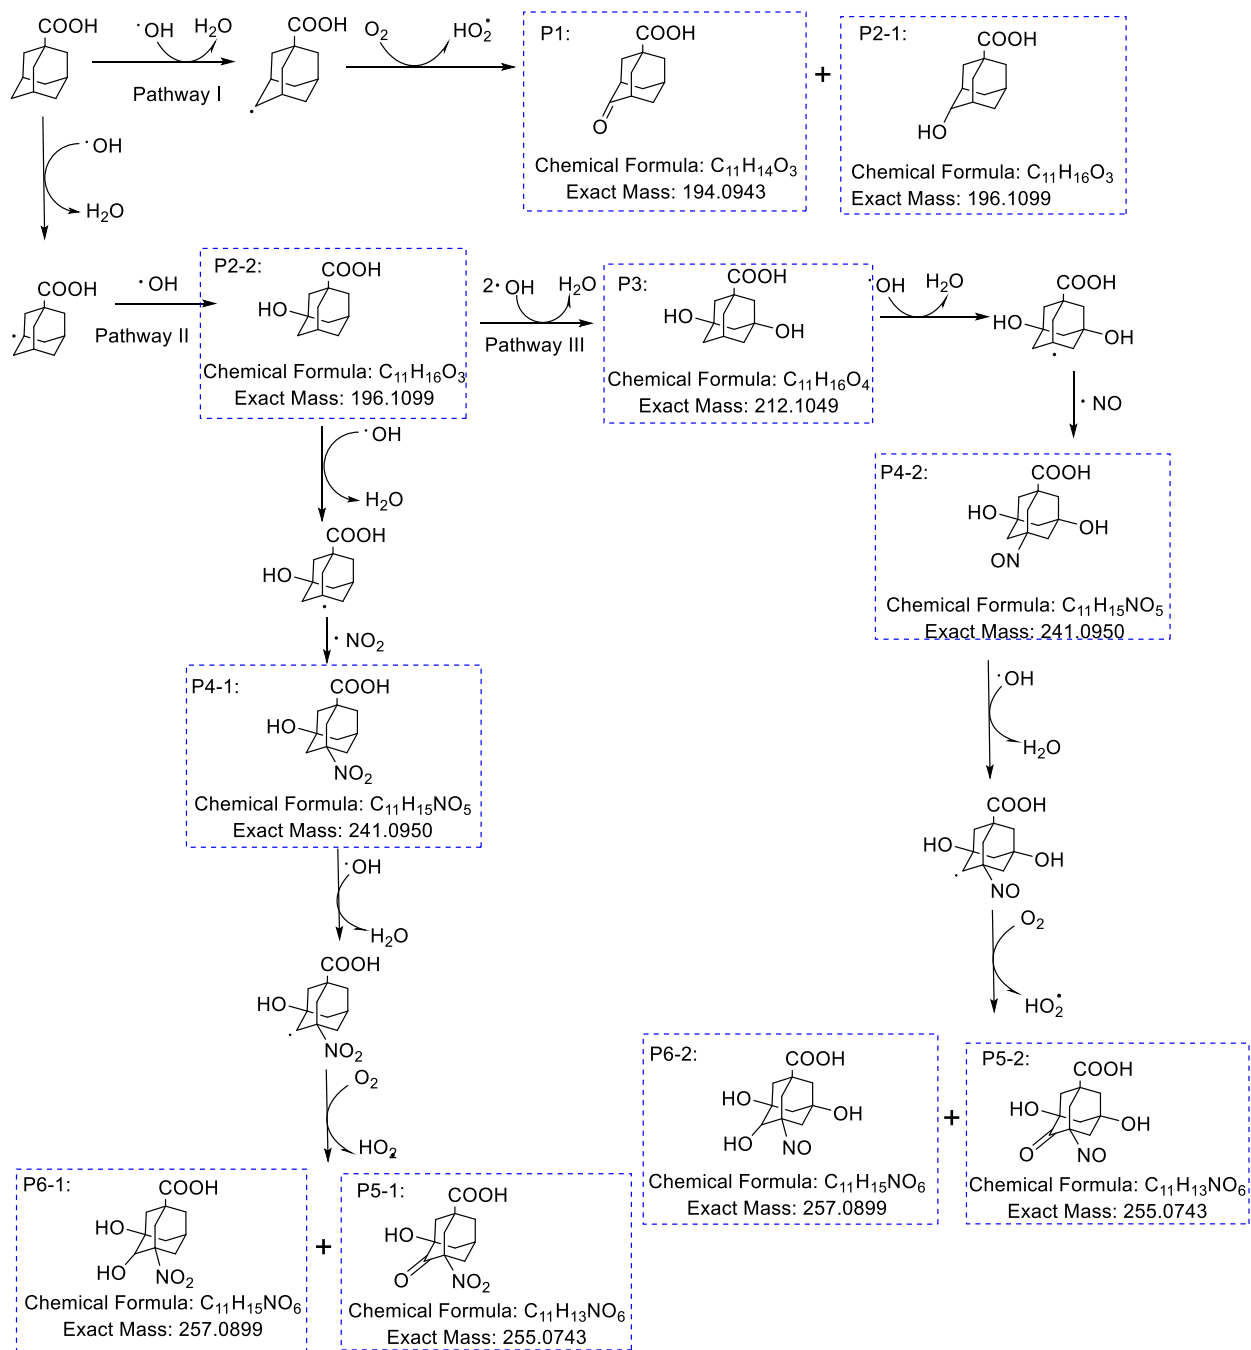 COOH
·OH
H₂O
Pathway I
COOH
O₂
HO₂•
P1:
COOH
O
Chemical Formula: C₁₁H₁₄O₃
Exact Mass: 194.0943
+
P2-1:
COOH
HO
Chemical Formula: C₁₁H₁₆O₃
Exact Mass: 196.1099
·OH
H₂O
COOH
·OH
Pathway II
P2-2:
COOH
HO
Chemical Formula: C₁₁H₁₆O₃
Exact Mass: 196.1099
2·OH
H₂O
Pathway III
P3:
COOH
HO
OH
Chemical Formula: C₁₁H₁₆O₄
Exact Mass: 212.1049
·OH
H₂O
COOH
HO
OH
· NO
P4-2:
COOH
HO
OH
ON
Chemical Formula: C₁₁H₁₅NO₅
Exact Mass: 241.0950
·OH
H₂O
COOH
HO
OH
NO
O₂
HO₂•
P6-2:
COOH
HO
OH
HO
NO
Chemical Formula: C₁₁H₁₅NO₆
Exact Mass: 257.0899
+
P5-2:
COOH
HO
OH
O
NO
Chemical Formula: C₁₁H₁₃NO₆
Exact Mass: 255.0743
·OH
H₂O
COOH
HO
· NO₂
P4-1:
COOH
HO
NO₂
Chemical Formula: C₁₁H₁₅NO₅
Exact Mass: 241.0950
·OH
H₂O
COOH
HO
NO₂
O₂
HO₂•
P6-1:
COOH
HO
HO
NO₂
Chemical Formula: C₁₁H₁₅NO₆
Exact Mass: 257.0899
+
P5-1:
COOH
HO
O
NO₂
Chemical Formula: C₁₁H₁₃NO₆
Exact Mass: 255.0743